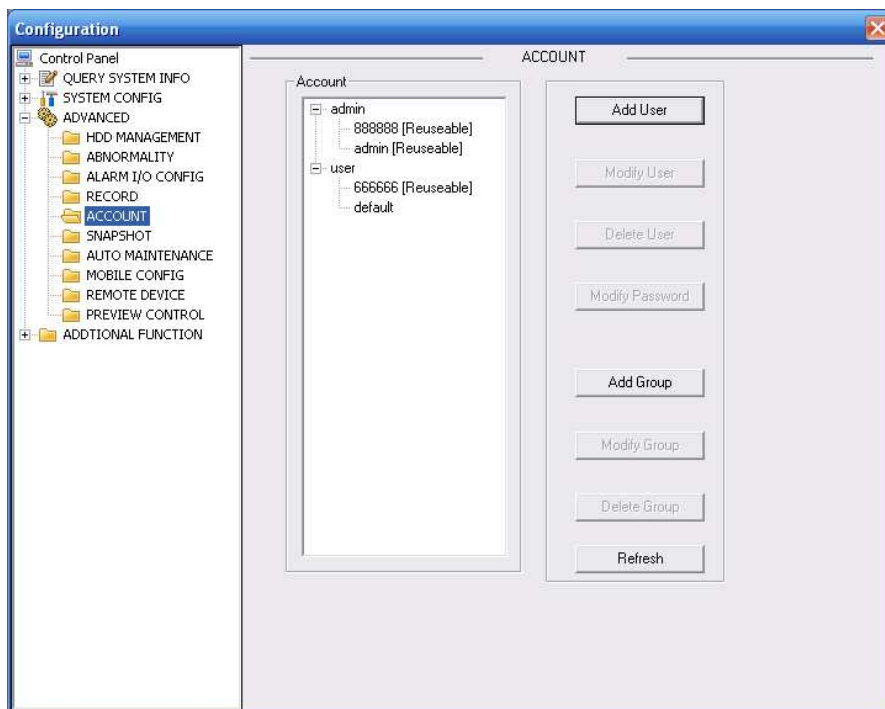 Configuration
Control Panel
QUERY SYSTEM INFO
SYSTEM CONFIG
ADVANCED
HDD MANAGEMENT
ABNORMALITY
ALARM I/O CONFIG
RECORD
ACCOUNT
SNAPSHOT
AUTO MAINTENANCE
MOBILE CONFIG
REMOTE DEVICE
PREVIEW CONTROL
ADDTIONAL FUNCTION
ACCOUNT
Account
admin
888888 [Reuseable]
admin [Reuseable]
user
666666 [Reuseable]
default
Add User
Modify User
Delete User
Modify Password
Add Group
Modify Group
Delete Group
Refresh